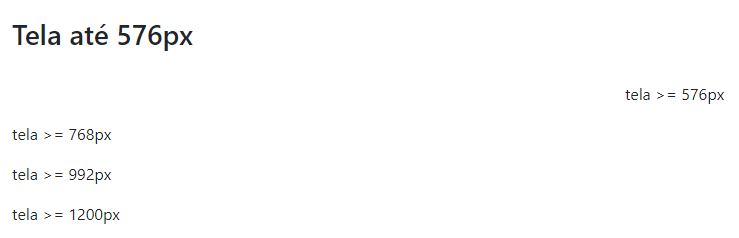 Tela até 576px
tela >= 576px
tela >= 768px
tela >= 992px
tela >= 1200px